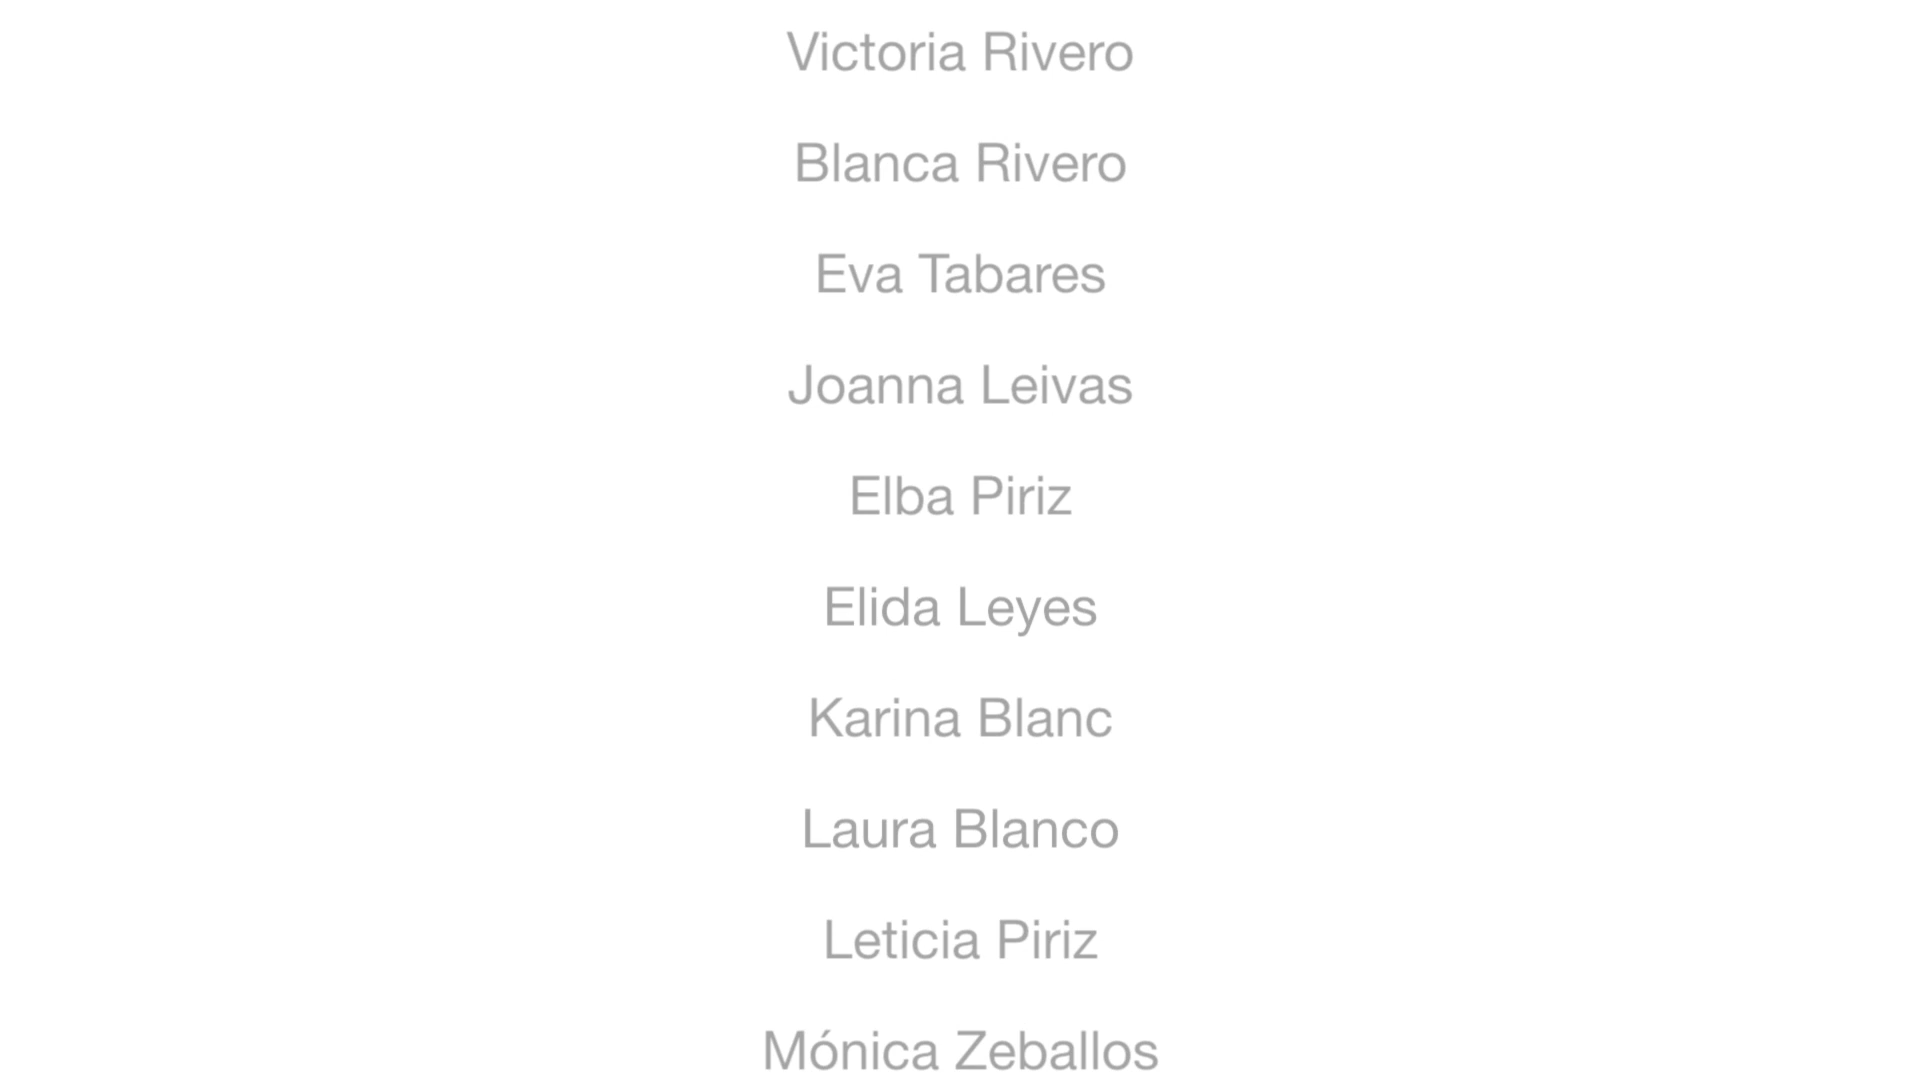 Victoria Rivero
Blanca Rivero
Eva Tabares
Joanna Leivas
Elba Piriz
Elida Leyes
Karina Blanc
Laura Blanco
Leticia Piriz
Mónica Zeballos